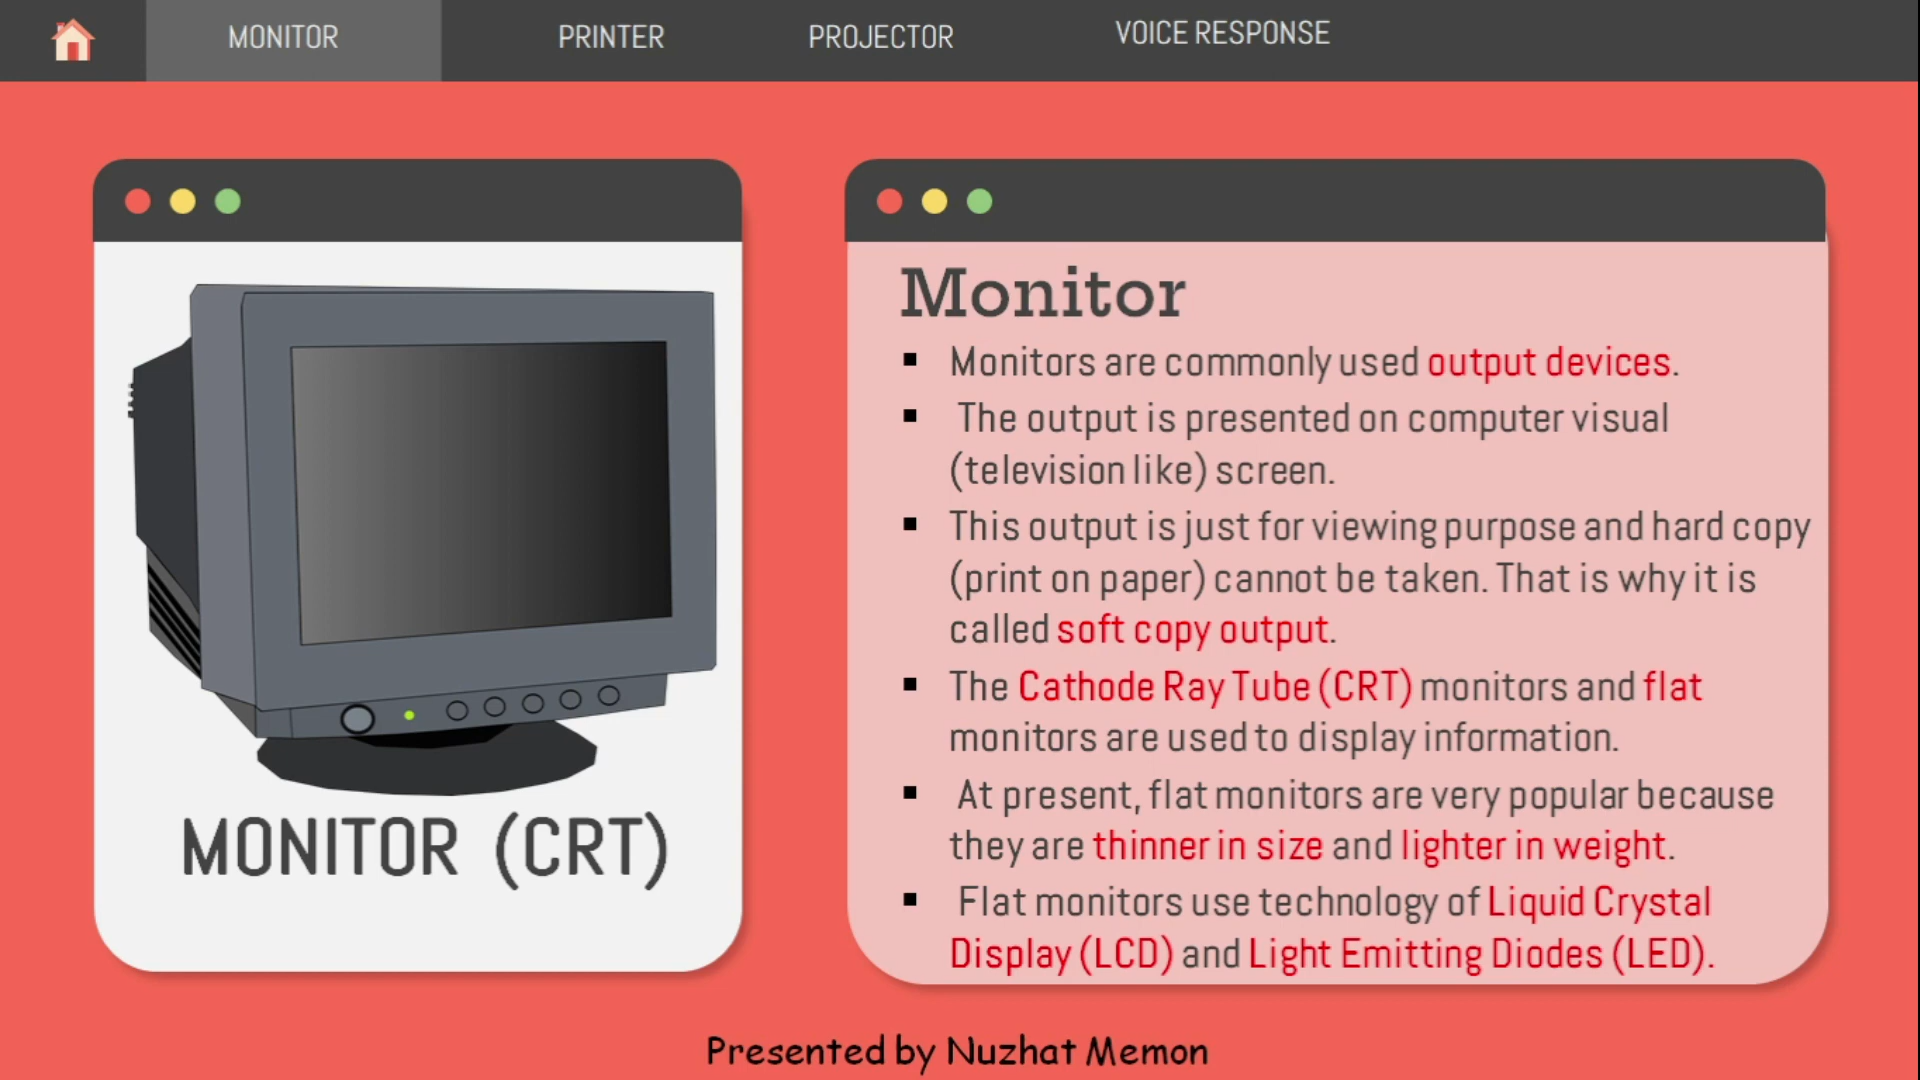 MONITOR
PRINTER
PROJECTOR
VOICE RESPONSE
MONITOR (CRT)
Monitor
▪ Monitors are commonly used output devices.
▪ The output is presented on computer visual
(television like) screen.
▪ This output is just for viewing purpose and hard copy
(print on paper) cannot be taken. That is why it is
called soft copy output.
▪ The Cathode Ray Tube (CRT) monitors and flat
monitors are used to display information.
▪ At present, flat monitors are very popular because
they are thinner in size and lighter in weight.
▪ Flat monitors use technology of Liquid Crystal
Display (LCD) and Light Emitting Diodes (LED).
Presented by Nuzhat Memon